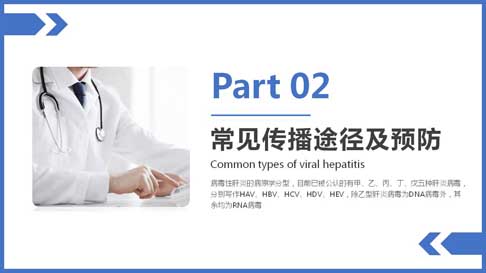 Part 02
常见传播途径及预防
Common types of viral hepatitis
病毒性肝炎的病原学分型，目前已被公认的有甲、乙、丙、丁、戊五种肝炎病毒，
分别写作HAV、HBV、HCV、HDV、HEV，除乙型肝炎病毒为DNA病毒外，其
余均为RNA病毒